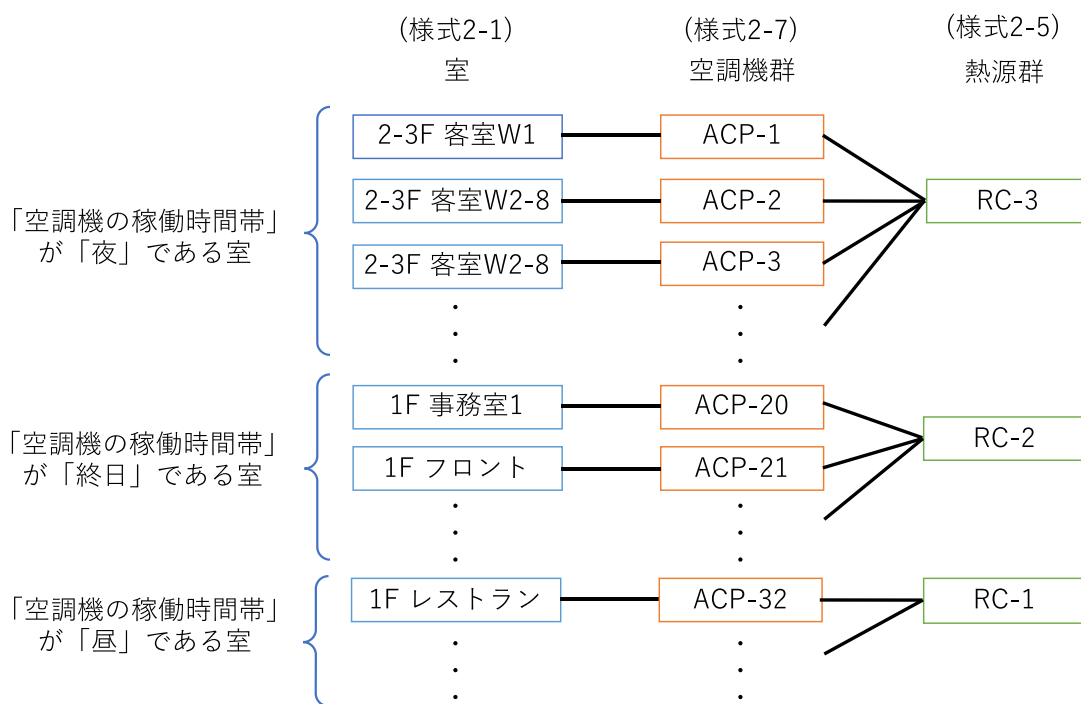 (様式2-1)
室
(様式2-7)
空調機群
(様式2-5)
熱源群
「空調機の稼働時間帯」
が「夜」である室
2-3F 客室W1
ACP-1
2-3F 客室W2-8
ACP-2
RC-3
2-3F 客室W2-8
ACP-3
「空調機の稼働時間帯」
が「終日」である室
1F 事務室1
ACP-20
RC-2
1F フロント
ACP-21
「空調機の稼働時間帯」
が「昼」である室
1F レストラン
ACP-32
RC-1